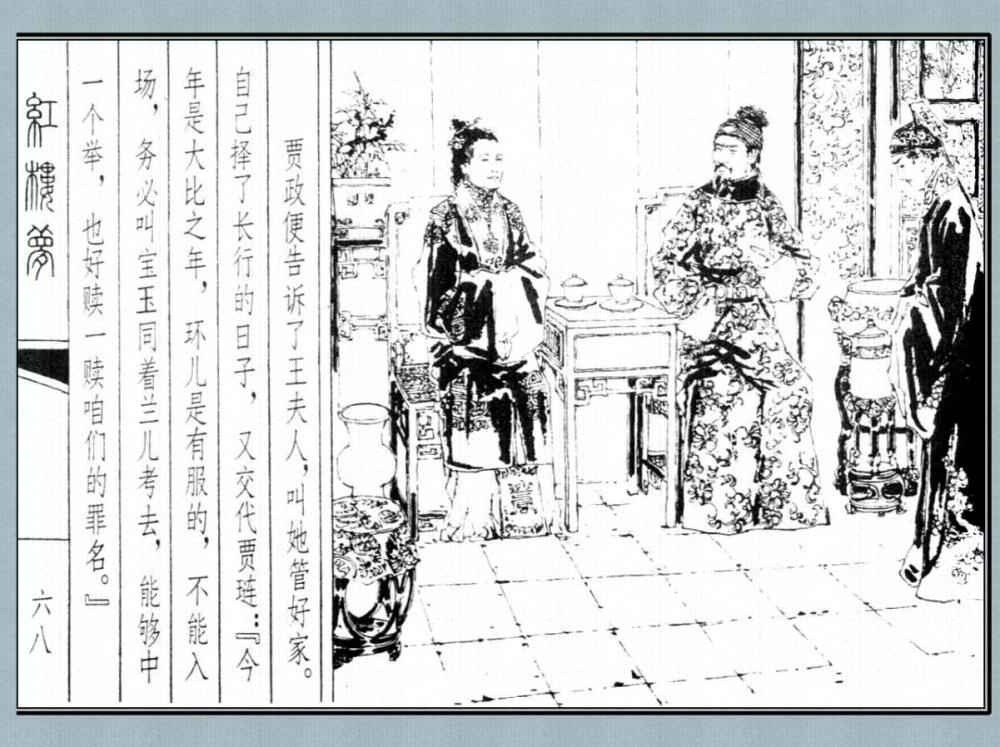 贾政便告诉了王夫人，叫她管好家。
自己择了长行的日子，又交代贾琏：『今
年是大比之年，环儿是有服的，不能入
场，务必叫宝玉同着兰儿考去，能够中
一个举，也好赎一赎咱们的罪名。』
紅樓夢
六八